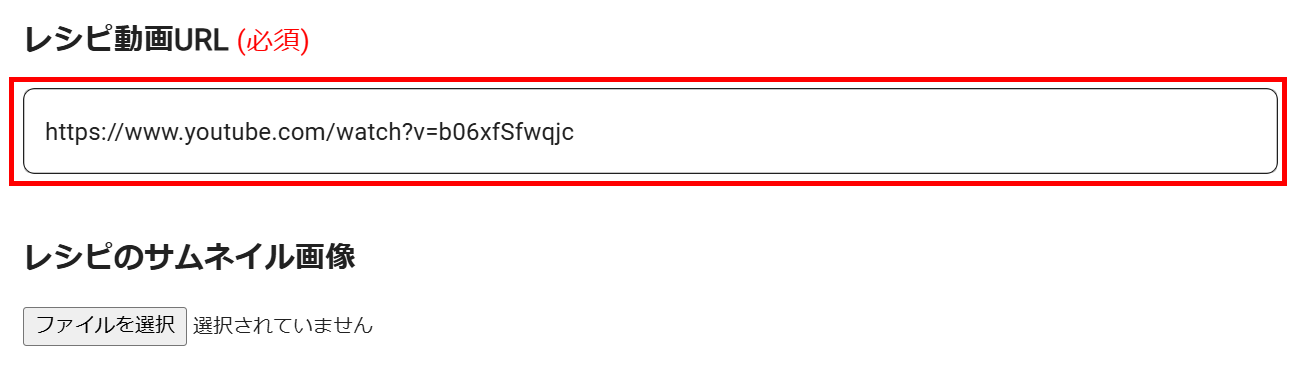 レシピ動画URL (必須)
https://www.youtube.com/watch?v=b06xfSfwqjc
レシピのサムネイル画像
ファイルを選択 選択されていません